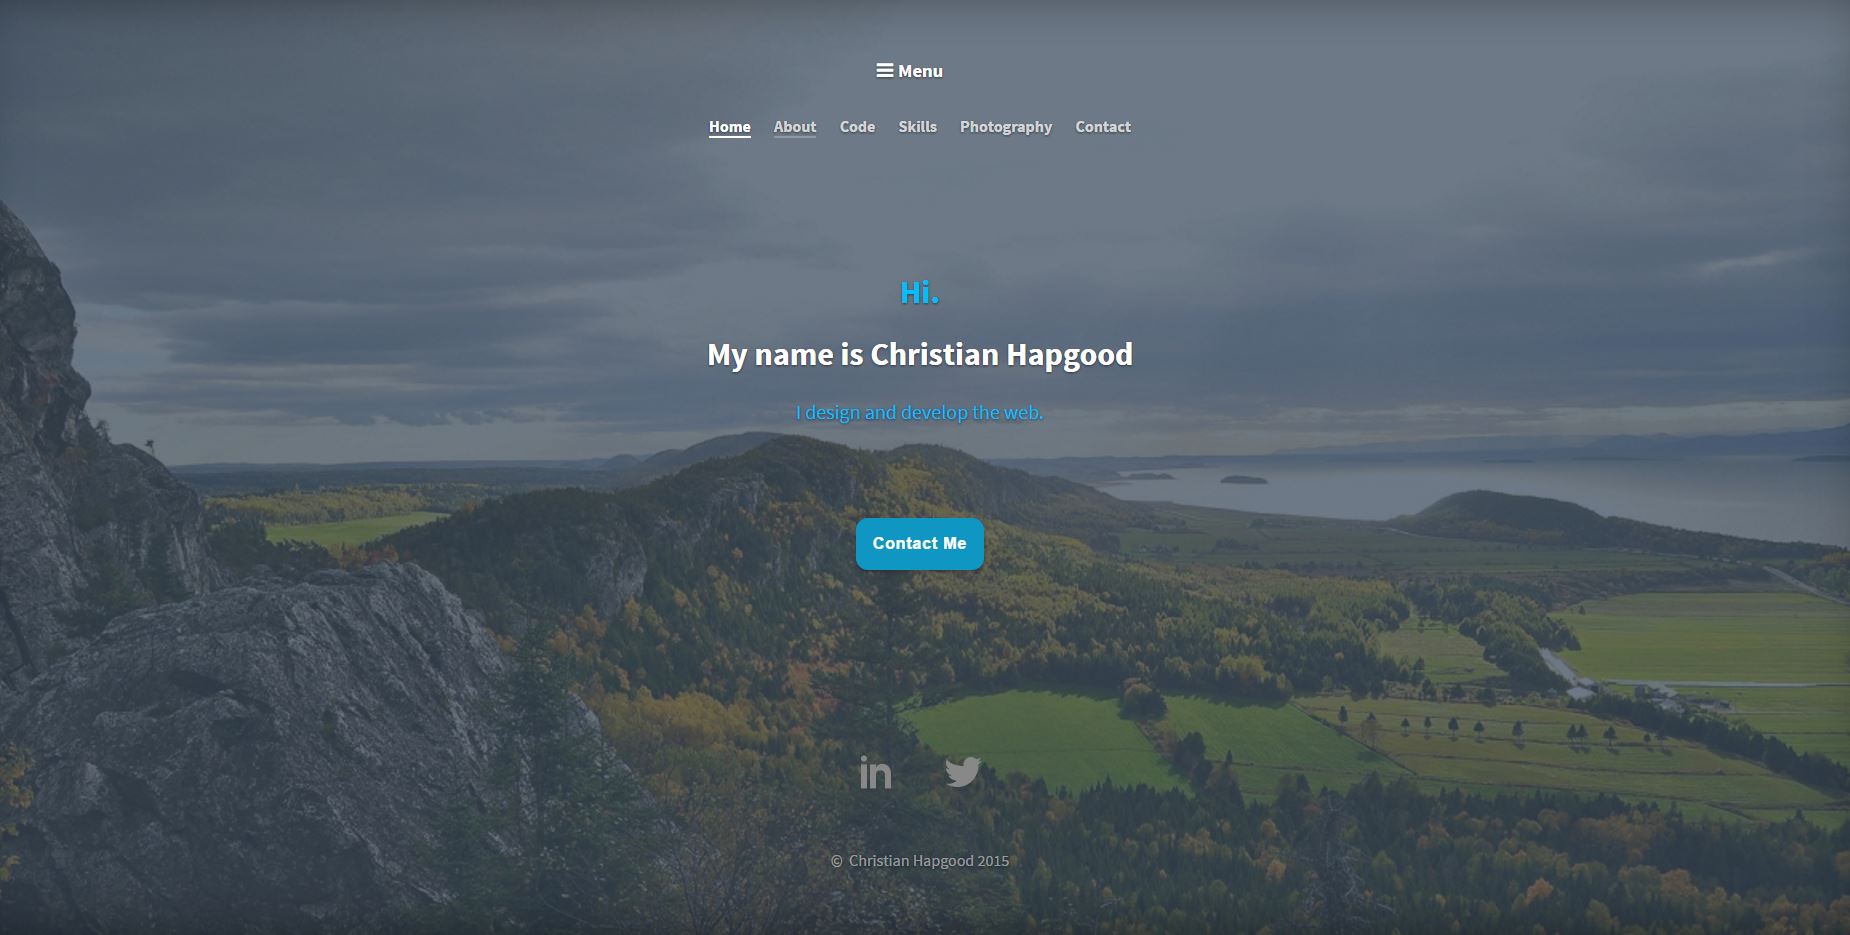 Menu
Home About Code Skills Photography Contact
Hi.
My name is Christian Hapgood
I design and develop the web.
Contact Me
in
© Christian Hapgood 2015